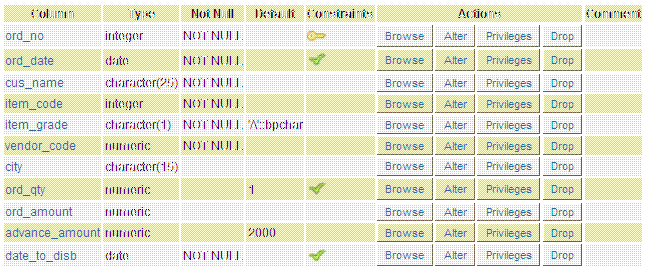 Column Type Not Null Default Constraints Actions Comment
ord_no integer NOT NULL Browse Alter Privileges Drop
ord_date date NOT NULL Browse Alter Privileges Drop
cus_name character(25) NOT NULL Browse Alter Privileges Drop
item_code integer NOT NULL Browse Alter Privileges Drop
item_grade character(1) NOT NULL 'A'::bpchar Browse Alter Privileges Drop
vendor_code numeric NOT NULL Browse Alter Privileges Drop
city character(15) Browse Alter Privileges Drop
ord_qty numeric 1 Browse Alter Privileges Drop
ord_amount numeric Browse Alter Privileges Drop
advance_amount numeric 2000 Browse Alter Privileges Drop
date_to_disb date NOT NULL Browse Alter Privileges Drop